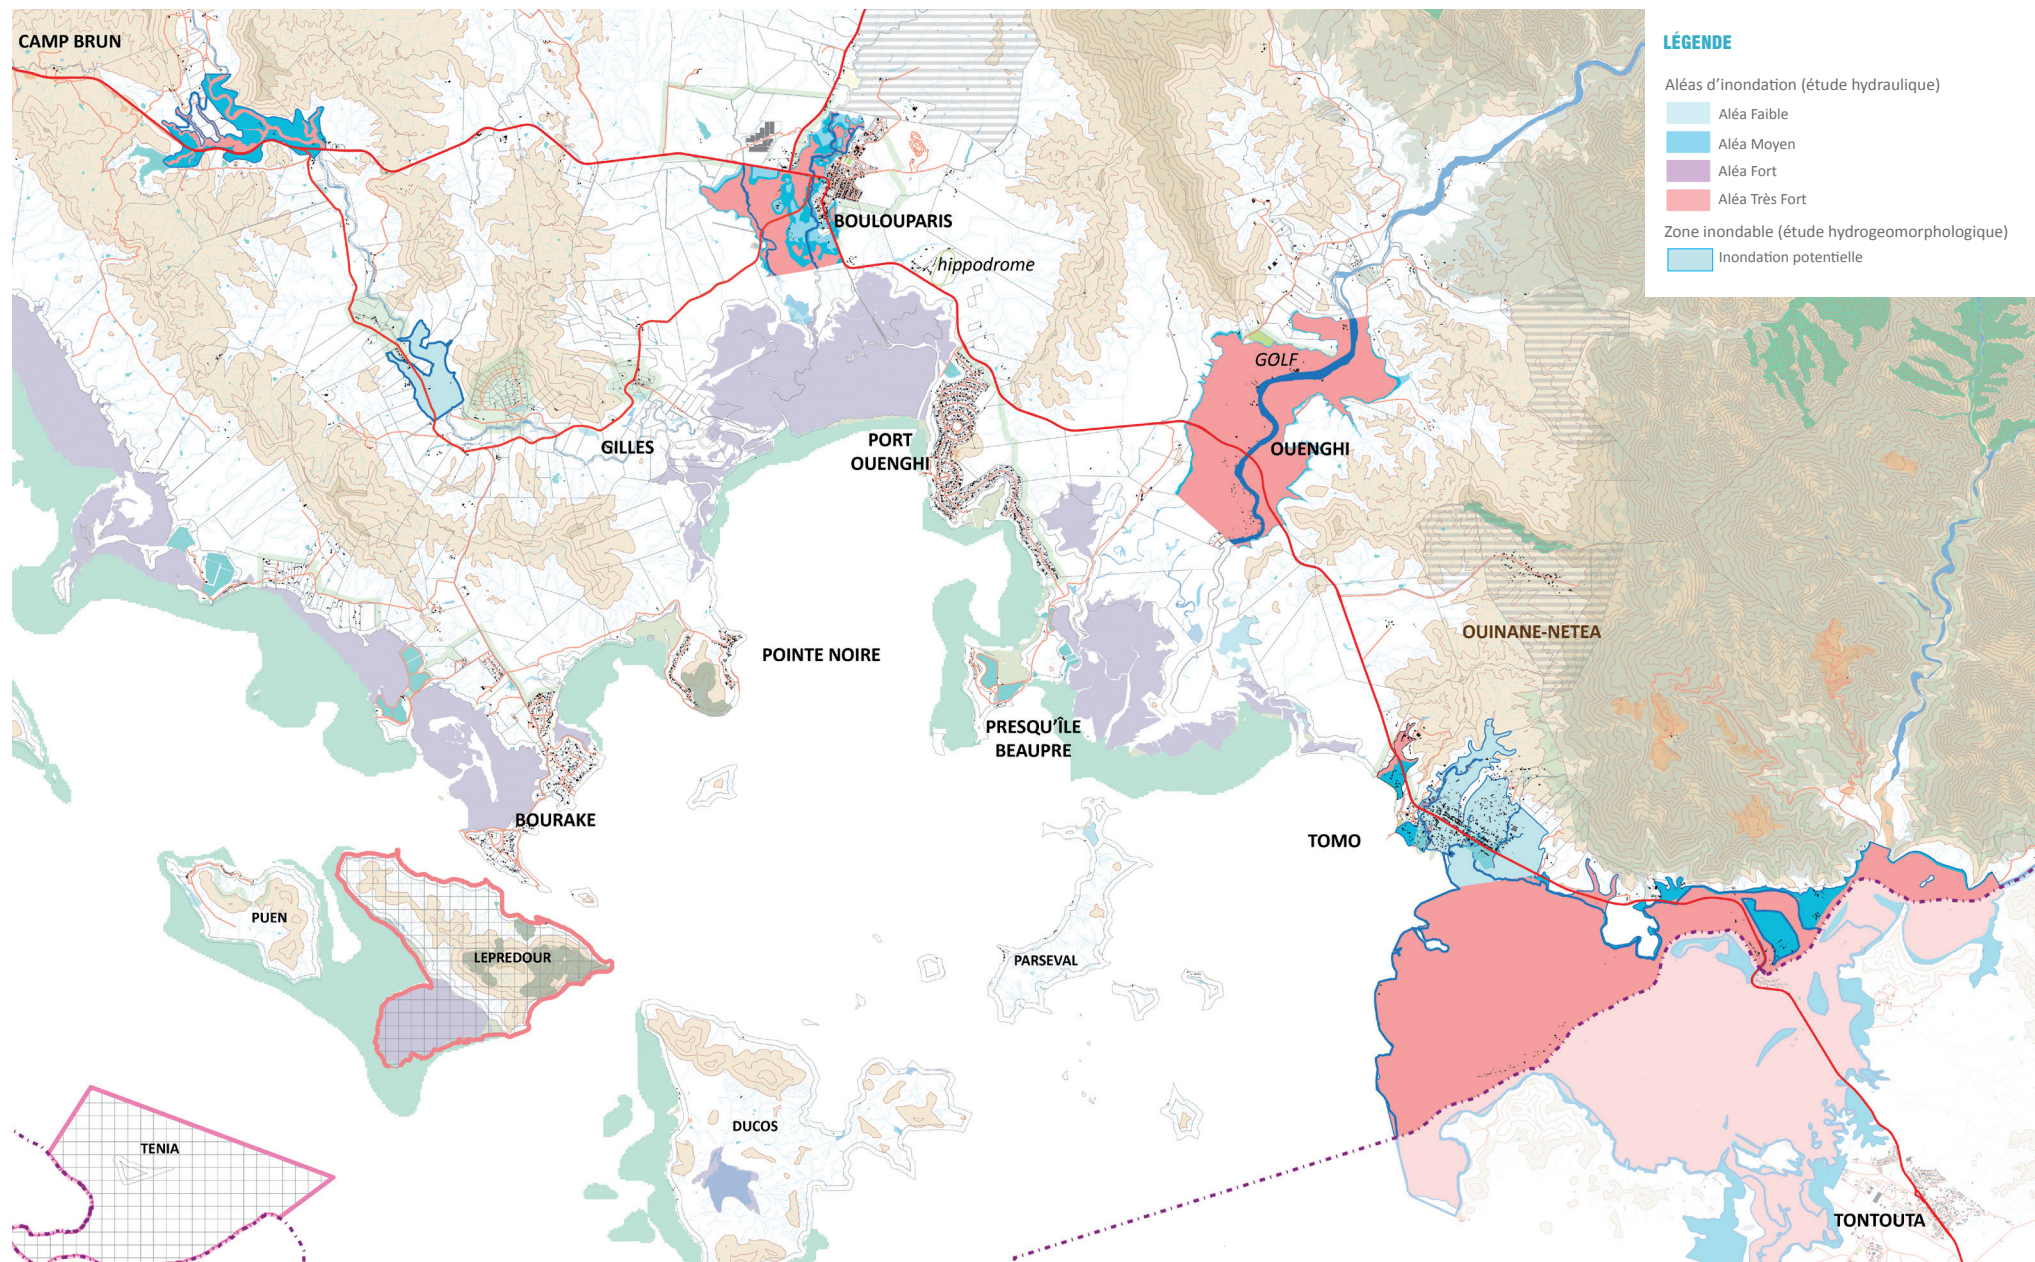 CAMP BRUN
LÉGENDE
Aléas d'inondation (étude hydraulique)
Aléa Faible
Aléa Moyen
Aléa Fort
Aléa Très Fort
Zone inondable (étude hydrogeomorphologique)
Inondation potentielle
BOULOUPARIS
hippodrome
GOLF
GILLES
PORT
OUENGHI
OUENGHI
OUINANE-NETEA
POINTE NOIRE
PRESQU'ÎLE
BEAUPRE
BOURAKE
TOMO
PUEN
LEPREDOUR
PARSEVAL
DUCOS
TENIA
TONTOUTA